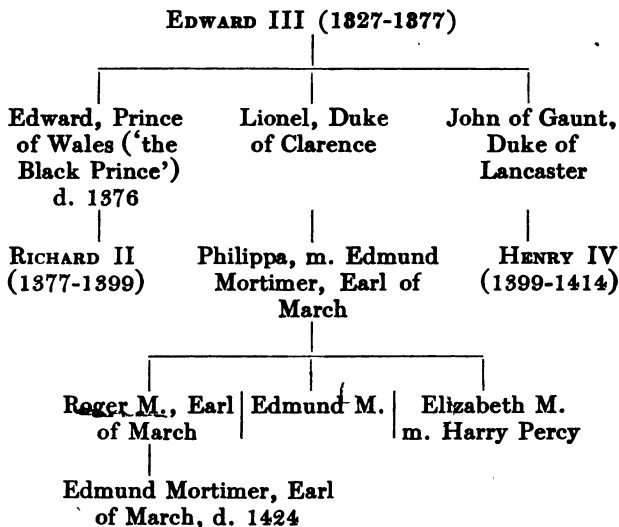 EDWARD III (1327-1377)
Edward, Prince
of Wales (‘the
Black Prince’)
d. 1376
Lionel, Duke
of Clarence
John of Gaunt,
Duke of
Lancaster
RICHARD II
(1377-1399)
Philippa, m. Edmund
Mortimer, Earl of
March
HENRY IV
(1399-1414)
Roger M., Earl
of March
Edmund M.
Elizabeth M.
m. Harry Percy
Edmund Mortimer, Earl
of March, d. 1424